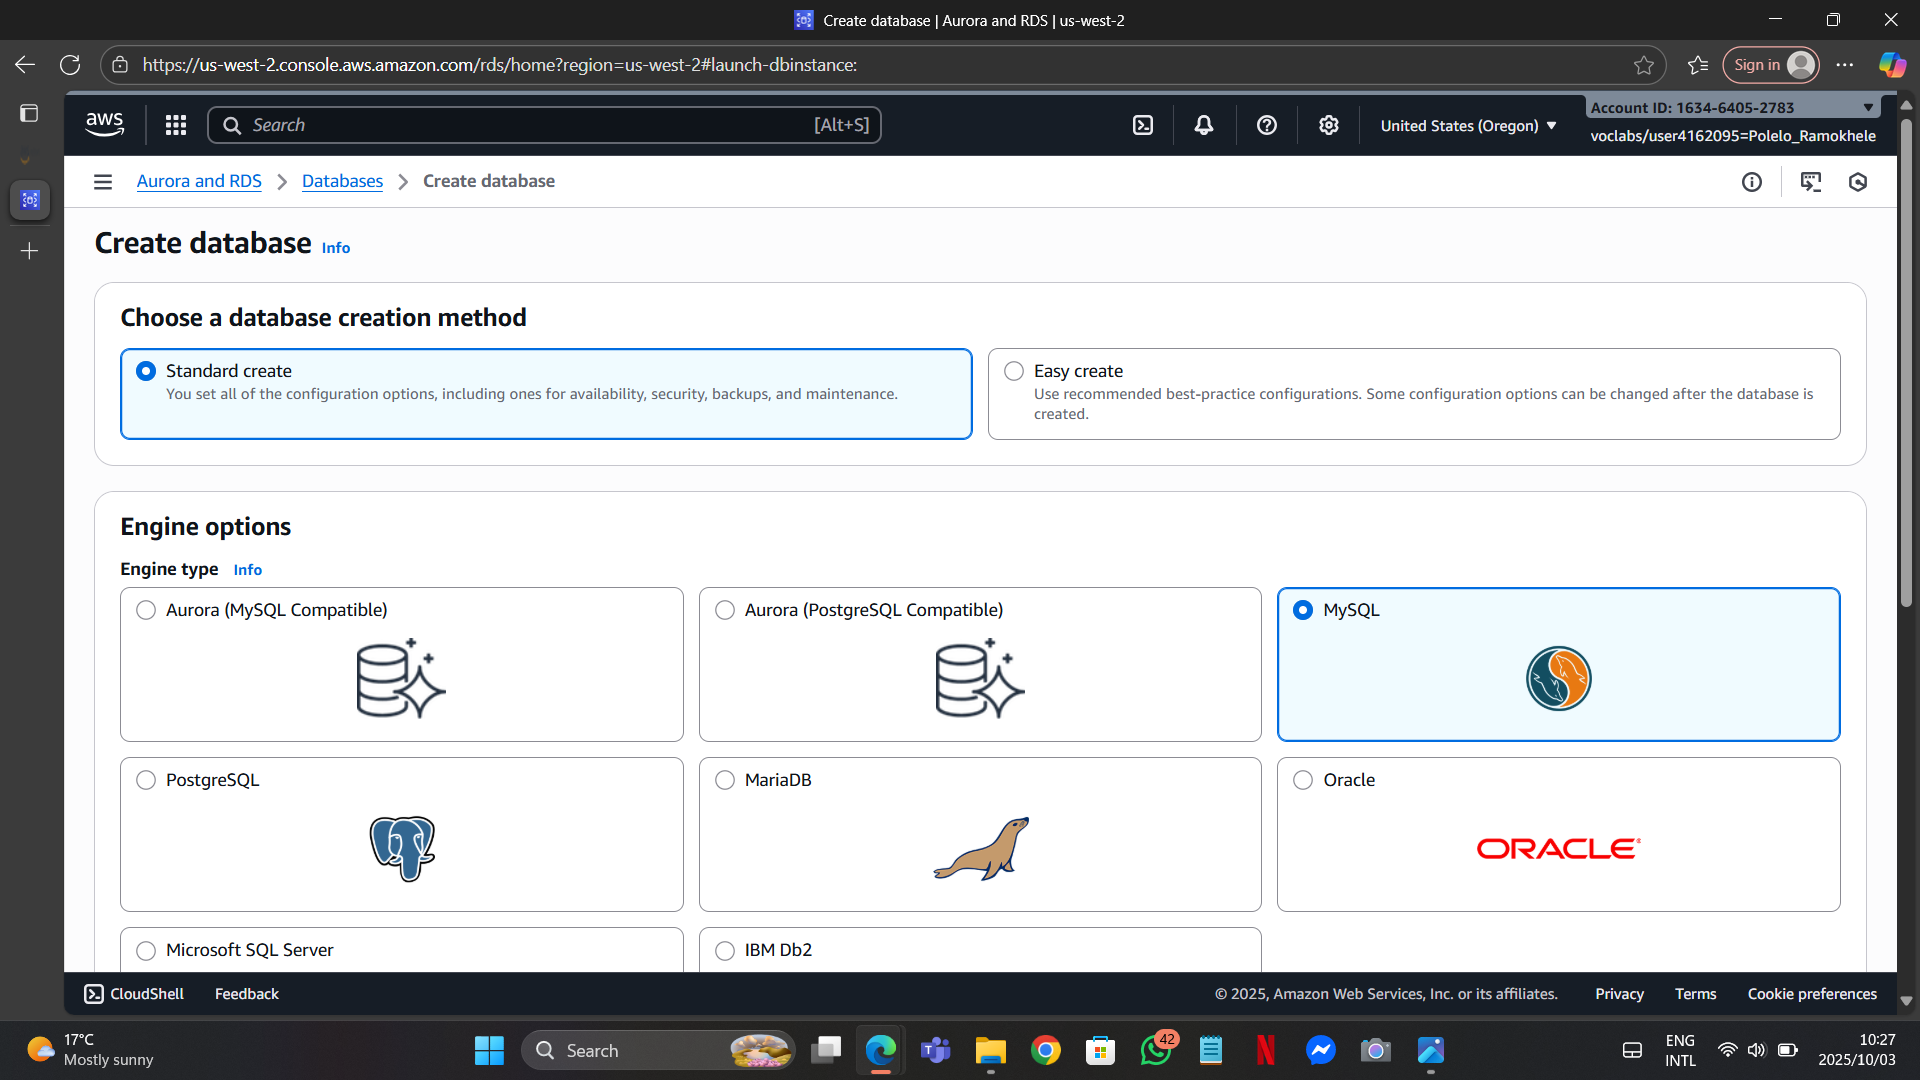 Create database | Aurora and RDS | us-west-2
https://us-west-2.console.aws.amazon.com/rds/home?region=us-west-2#launch-dbinstance:
Sign in
aws
Search
[Alt+S]
United States (Oregon)
Account ID: 1634-6405-2783
voclabs/user4162095=Polelo_Ramokhele
Aurora and RDS
Databases
Create database
Create database Info
Choose a database creation method
Standard create
You set all of the configuration options, including ones for availability, security, backups, and maintenance.
Easy create
Use recommended best-practice configurations. Some configuration options can be changed after the database is
created.
Engine options
Engine type Info
Aurora (MySQL Compatible)
Aurora (PostgreSQL Compatible)
MySQL
PostgreSQL
MariaDB
Oracle
ORACLE
Microsoft SQL Server
IBM Db2
CloudShell
Feedback
© 2025, Amazon Web Services, Inc. or its affiliates.
Privacy
Terms
Cookie preferences
17°C
Mostly sunny
Search
42
ENG
INTL
10:27
2025/10/03